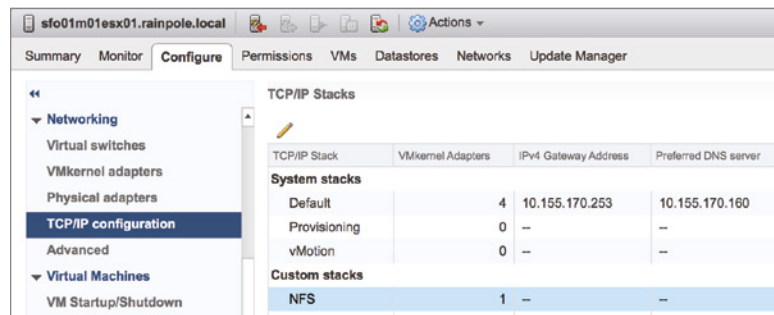 sfo01m01esx01.rainpole.local Actions
Summary Monitor Configure Permissions VMs Datastores Networks Update Manager
Networking
Virtual switches
VMkernel adapters
Physical adapters
TCP/IP configuration
Advanced
Virtual Machines
VM Startup/Shutdown
TCP/IP Stacks
TCP/IP Stack VMkernel Adapters IPv4 Gateway Address Preferred DNS server
System stacks
Default 4 10.155.170.253 10.155.170.160
Provisioning 0 -- --
vMotion 0 -- --
Custom stacks
NFS 1 -- --